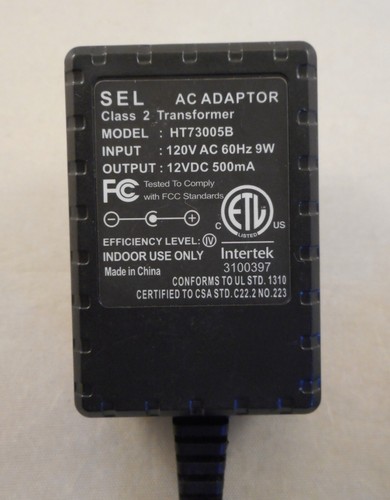 SEL AC ADAPTOR
Class 2 Transformer
MODEL : HT73005B
INPUT : 120V AC 60Hz 9W
OUTPUT : 12VDC 500mA
FC Tested To Comply
with FCC Standards
- +
C ETL US
LISTED
EFFICIENCY LEVEL: IV
Intertek
INDOOR USE ONLY
3100397
Made in China
CONFORMS TO UL STD. 1310
CERTIFIED TO CSA STD. C22.2 NO.223